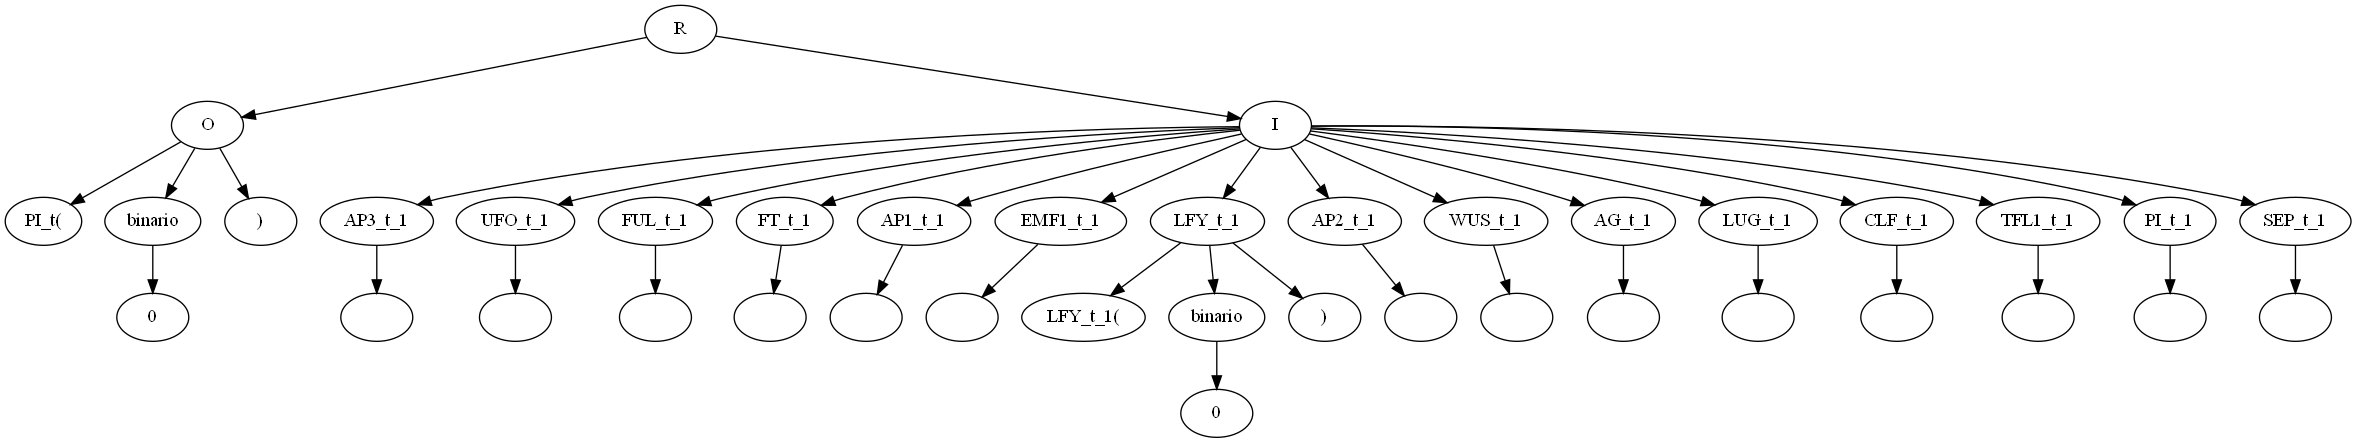 R
O
I
PI_t(
binario
)
AP3_t_1
UFO_t_1
FUL_t_1
FT_t_1
AP1_t_1
EMF1_t_1
LFY_t_1
AP2_t_1
WUS_t_1
AG_t_1
LUG_t_1
CLF_t_1
TFL1_t_1
PI_t_1
SEP_t_1
0
LFY_t_1(
binario
)
0